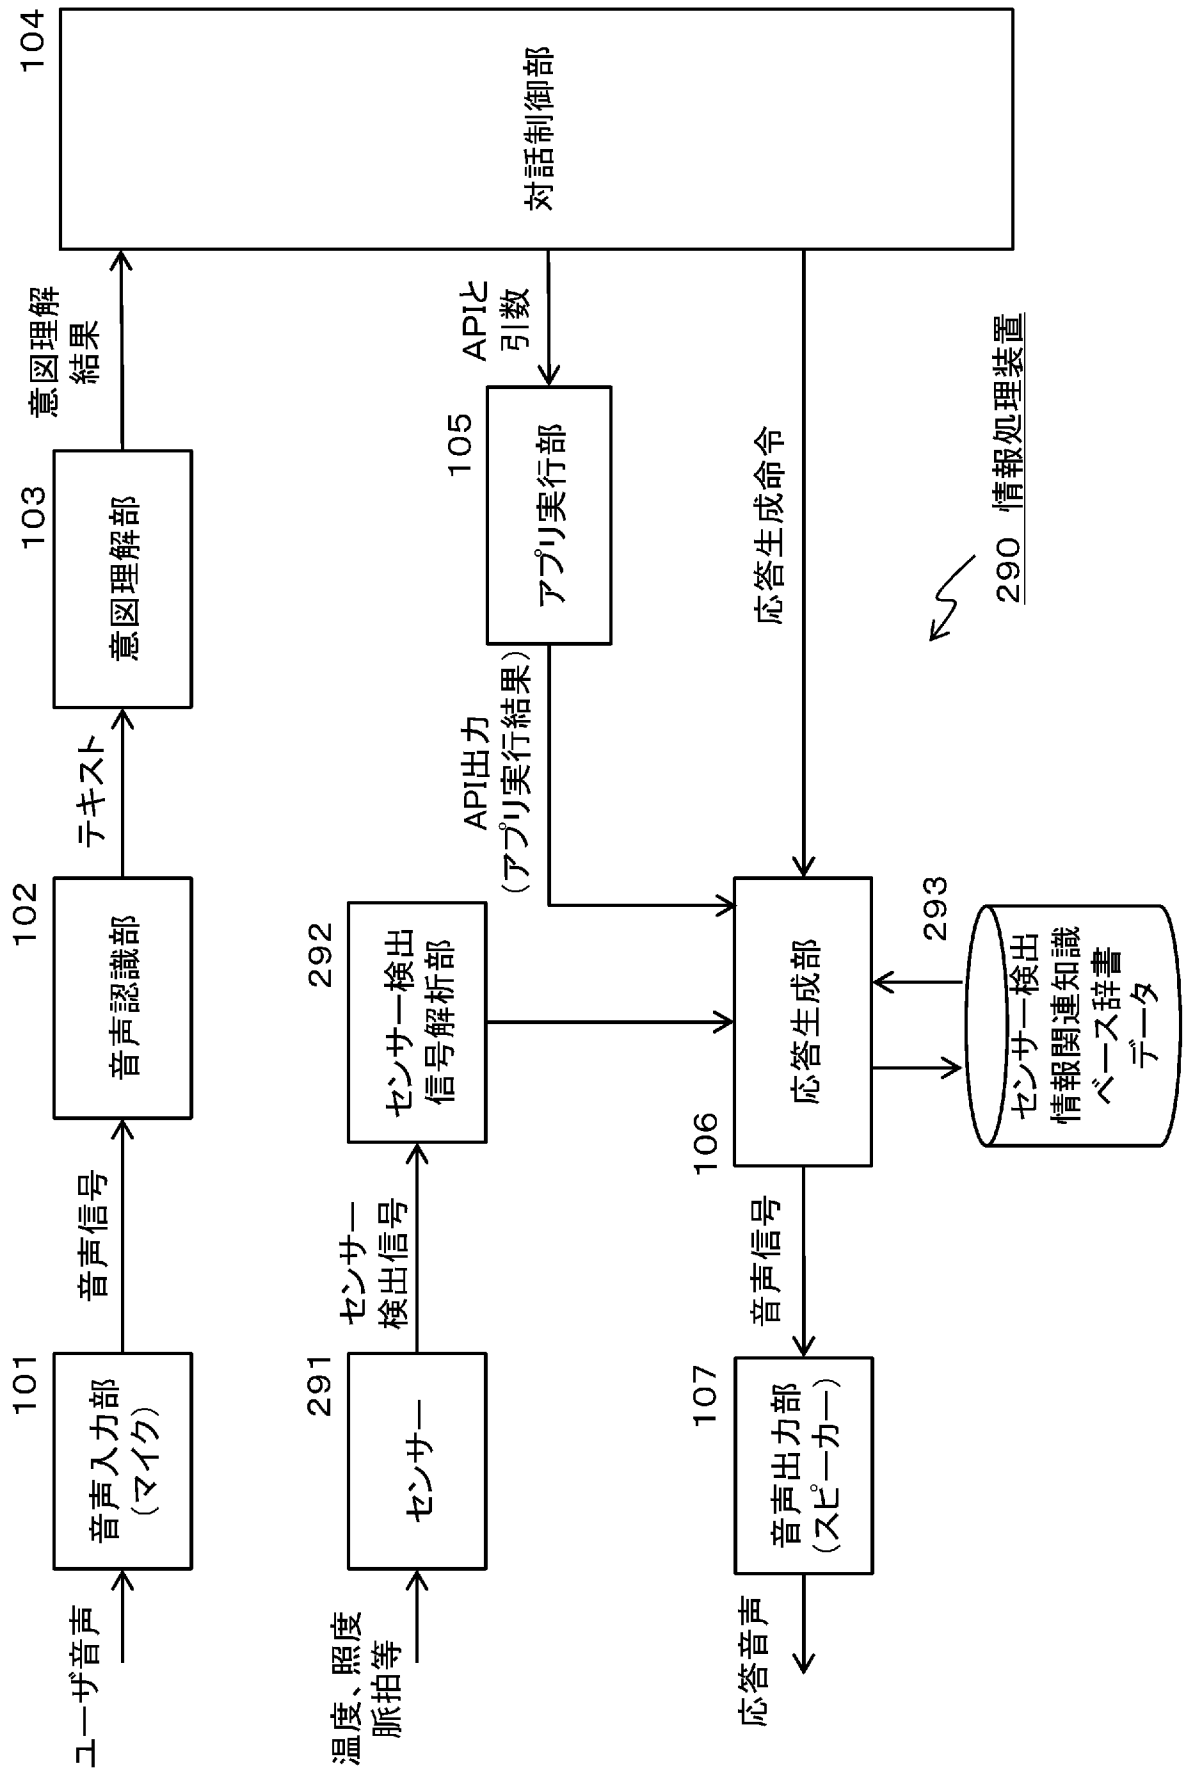 ユーザ音声
101
音声入力部
(マイク)
音声信号
102
音声認識部
テキスト
103
意図理解部
意図理解
結果
104
対話制御部
温度、照度
脈拍等
291
センサー
センサー
検出信号
292
センサー検出
信号解析部
API出力
(アプリ実行結果)
105
アプリ実行部
APIと
引数
応答音声
107
音声出力部
(スピーカー)
音声信号
106
応答生成部
応答生成命令
293
センサー検出
情報関連知識
ベース辞書
データ
290 情報処理装置